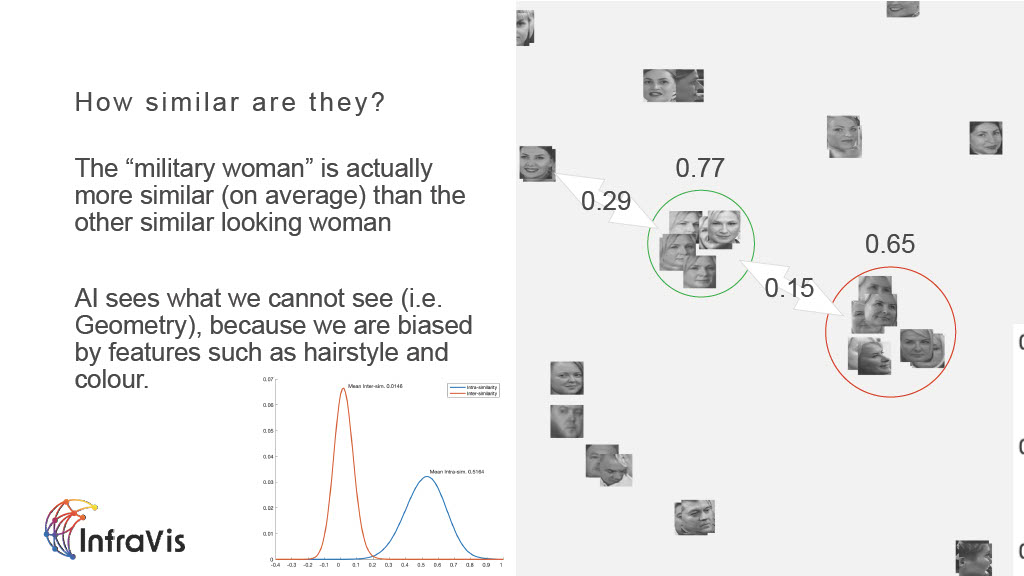 How similar are they?
The “military woman” is actually
more similar (on average) than the
other similar looking woman
AI sees what we cannot see (i.e.
Geometry), because we are biased
by features such as hairstyle and
colour.
0.77
0.29
0.65
0.15
0.07
0.06
0.05
0.04
0.03
0.02
0.01
0
-0.4 -0.3 -0.2 -0.1 0 0.1 0.2 0.3 0.4 0.5 0.6 0.7 0.8 0.9 1
Mean Inter-sim. 0.0146
Intra-similarity
Inter-similarity
Mean Intra-sim. 0.5164
InfraVis